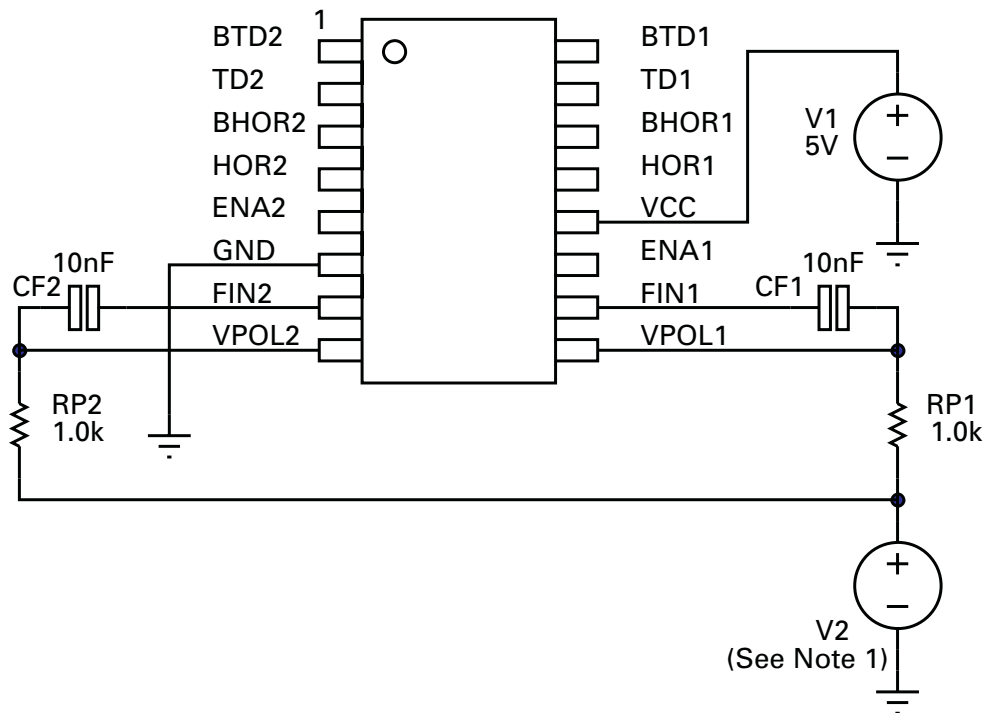 1
BTD2
BTD1
TD2
TD1
BHOR2
BHOR1
V1
5V
HOR2
HOR1
ENA2
VCC
GND
ENA1
10nF
10nF
CF2
FIN2
FIN1
CF1
VPOL2
VPOL1
RP2
1.0k
RP1
1.0k
V2
(See Note 1)